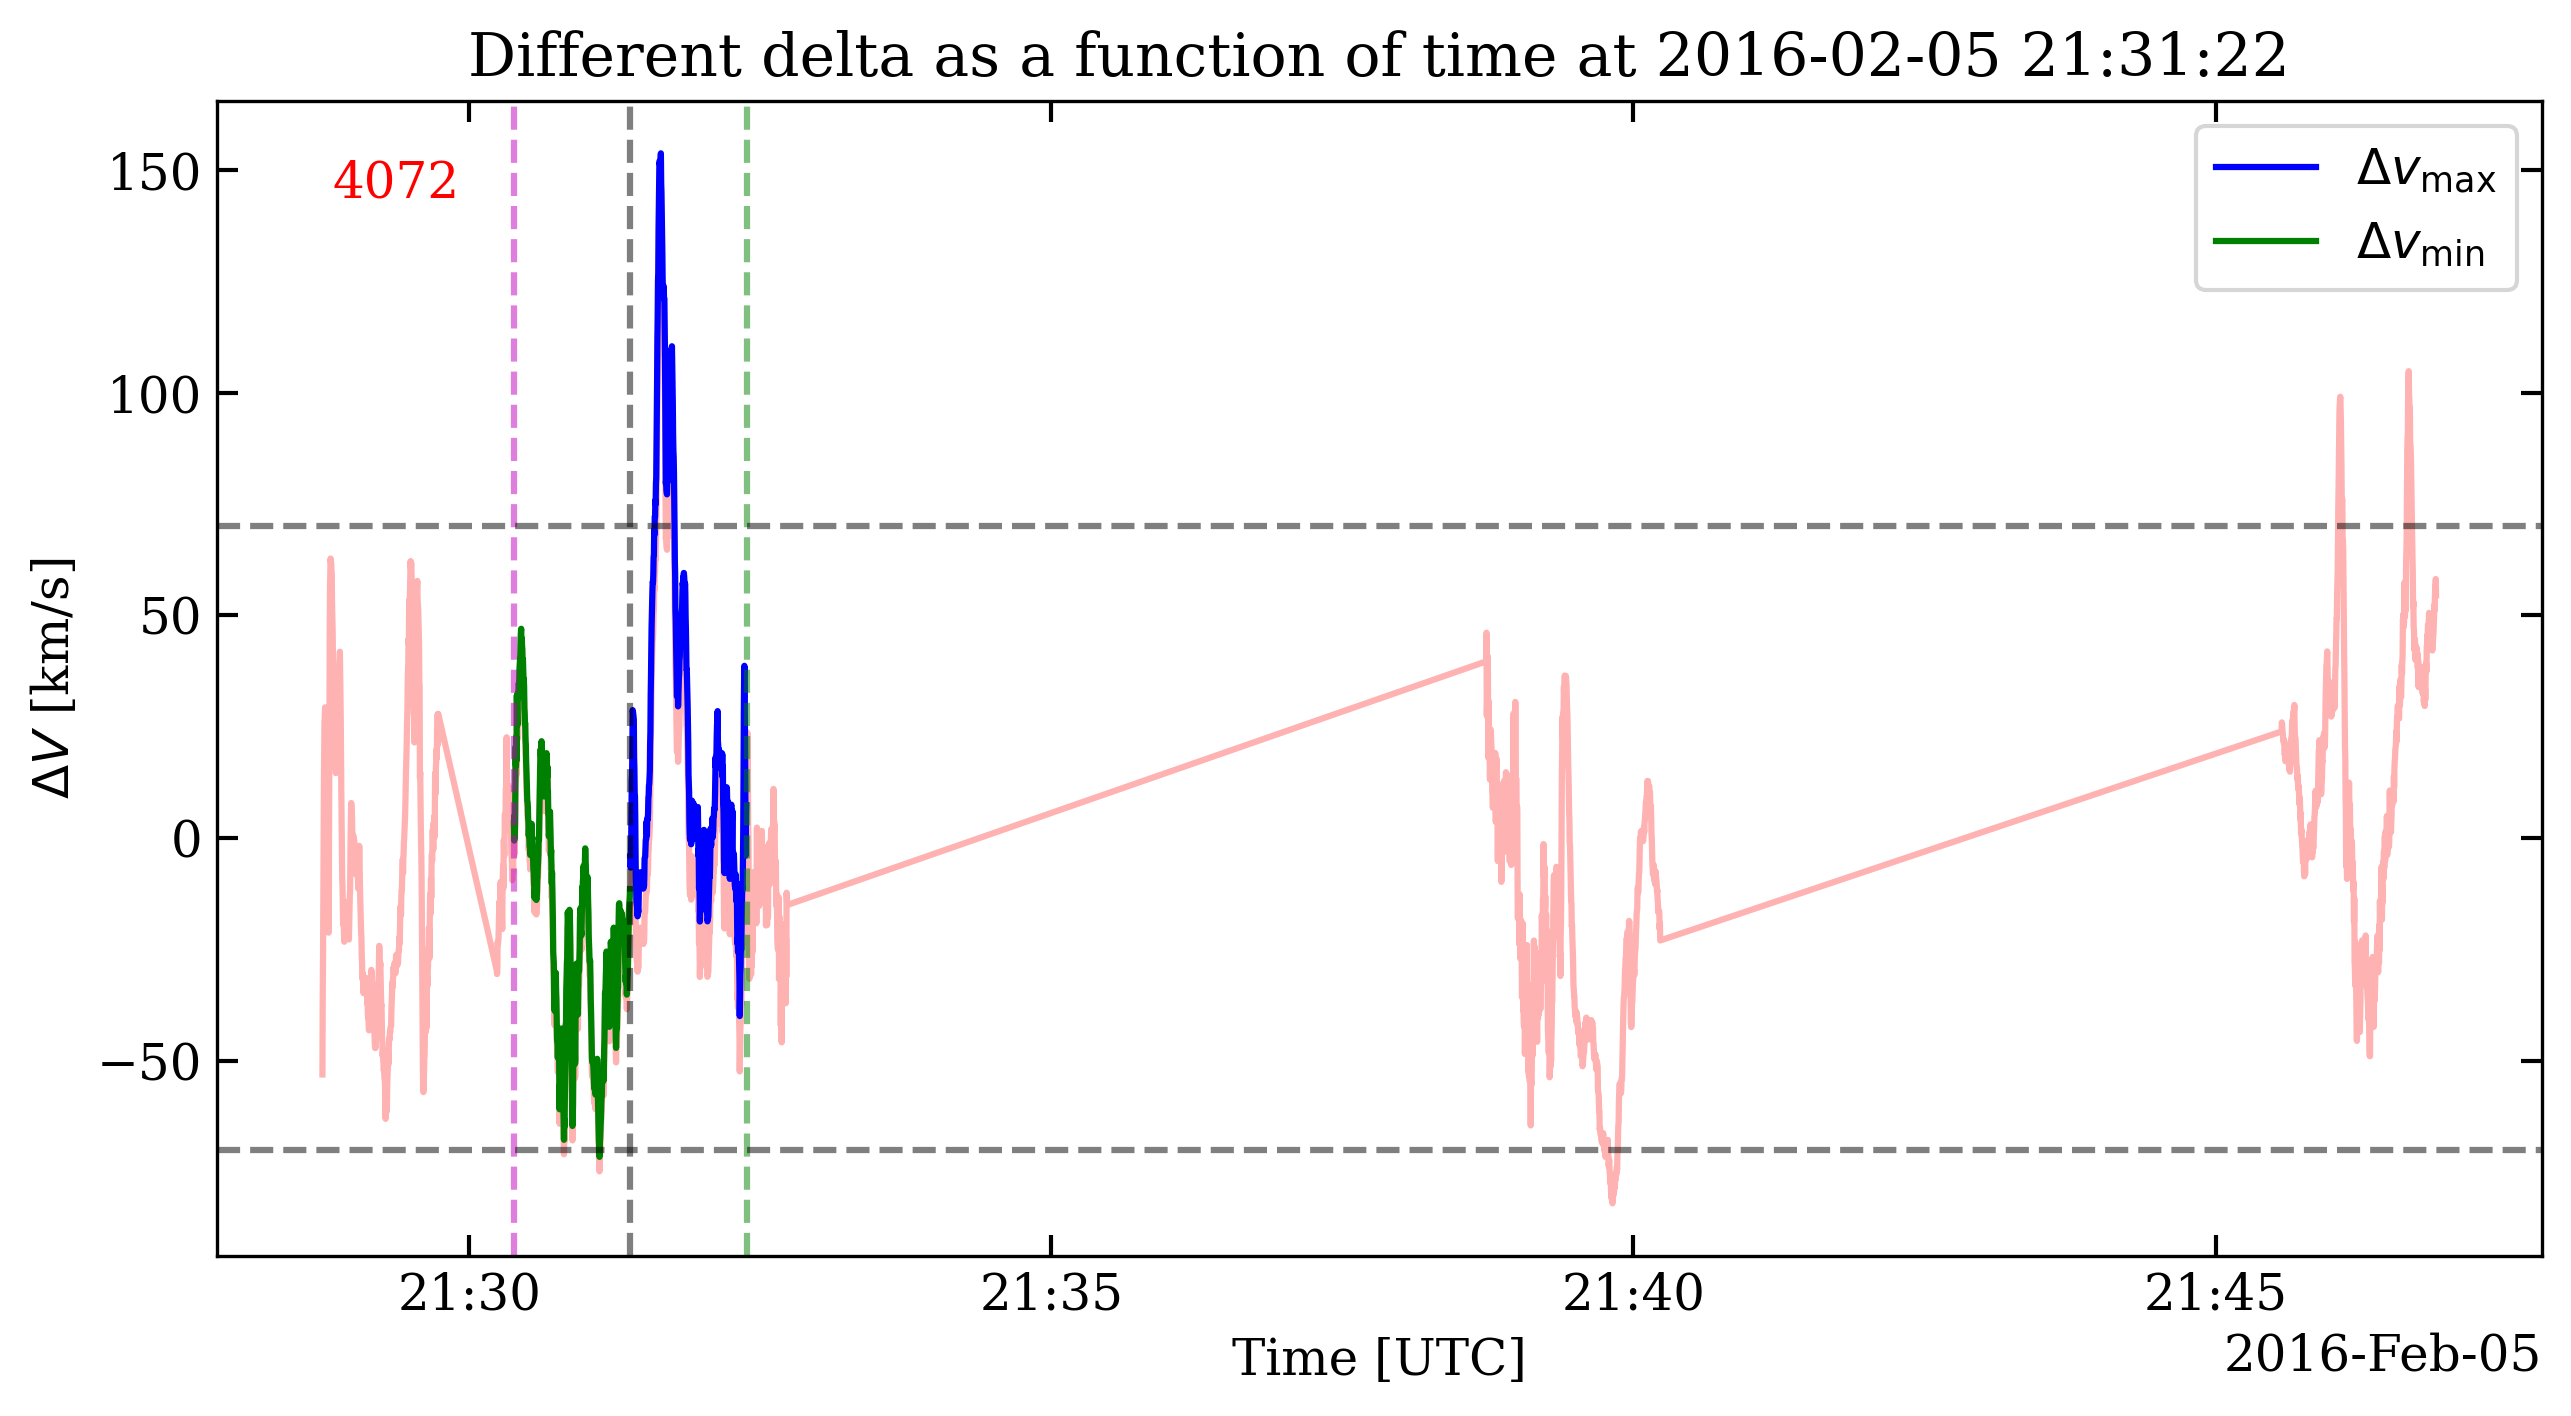 Different delta as a function of time at 2016-02-05 21:31:22
4072
Δv_max
Δv_min
150
100
50
0
−50
ΔV [km/s]
21:30
21:35
21:40
21:45
Time [UTC]
2016-Feb-05